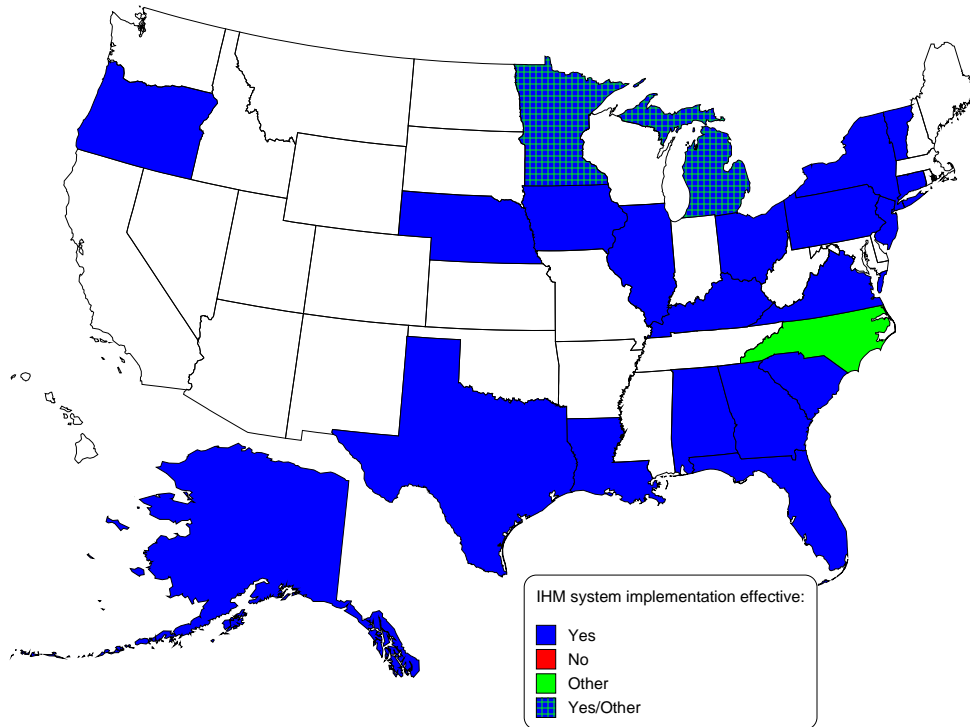 IHM system implementation effective:
Yes
No
Other
Yes/Other